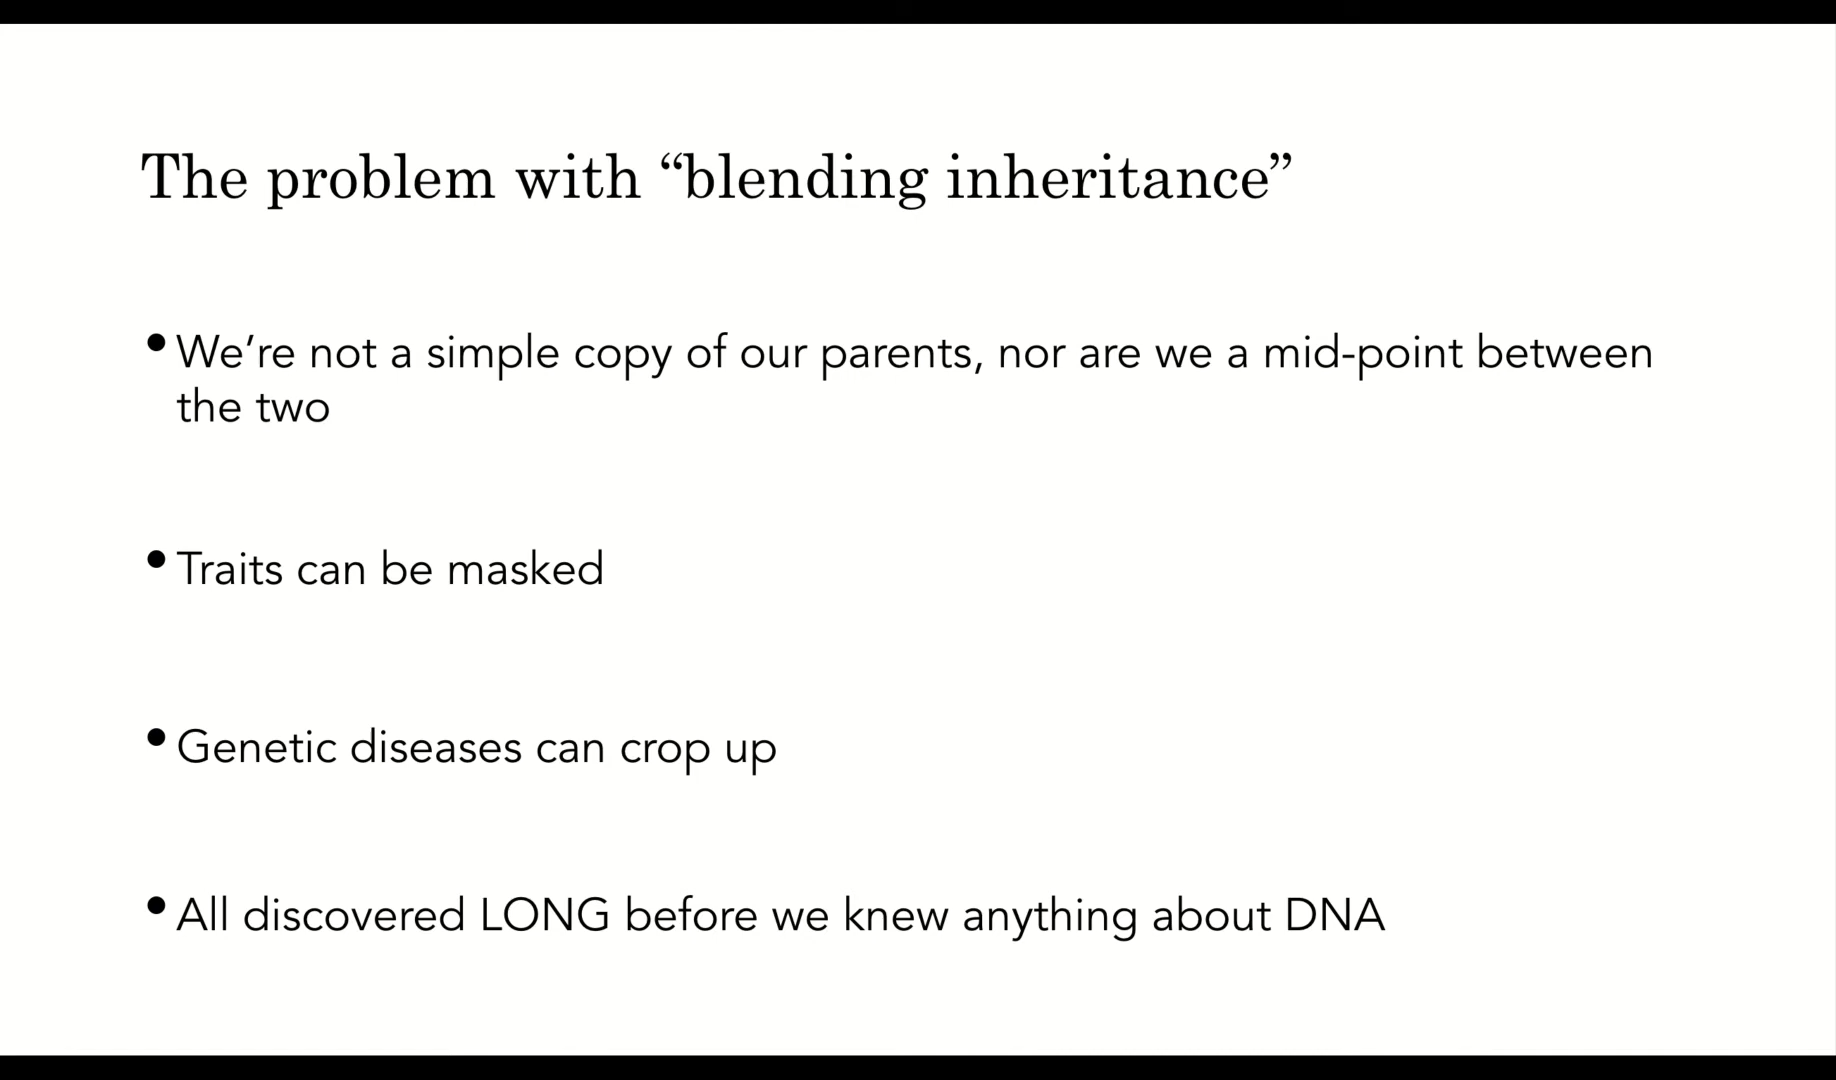 The problem with “blending inheritance”
•We’re not a simple copy of our parents, nor are we a mid-point between
the two
•Traits can be masked
•Genetic diseases can crop up
•All discovered LONG before we knew anything about DNA